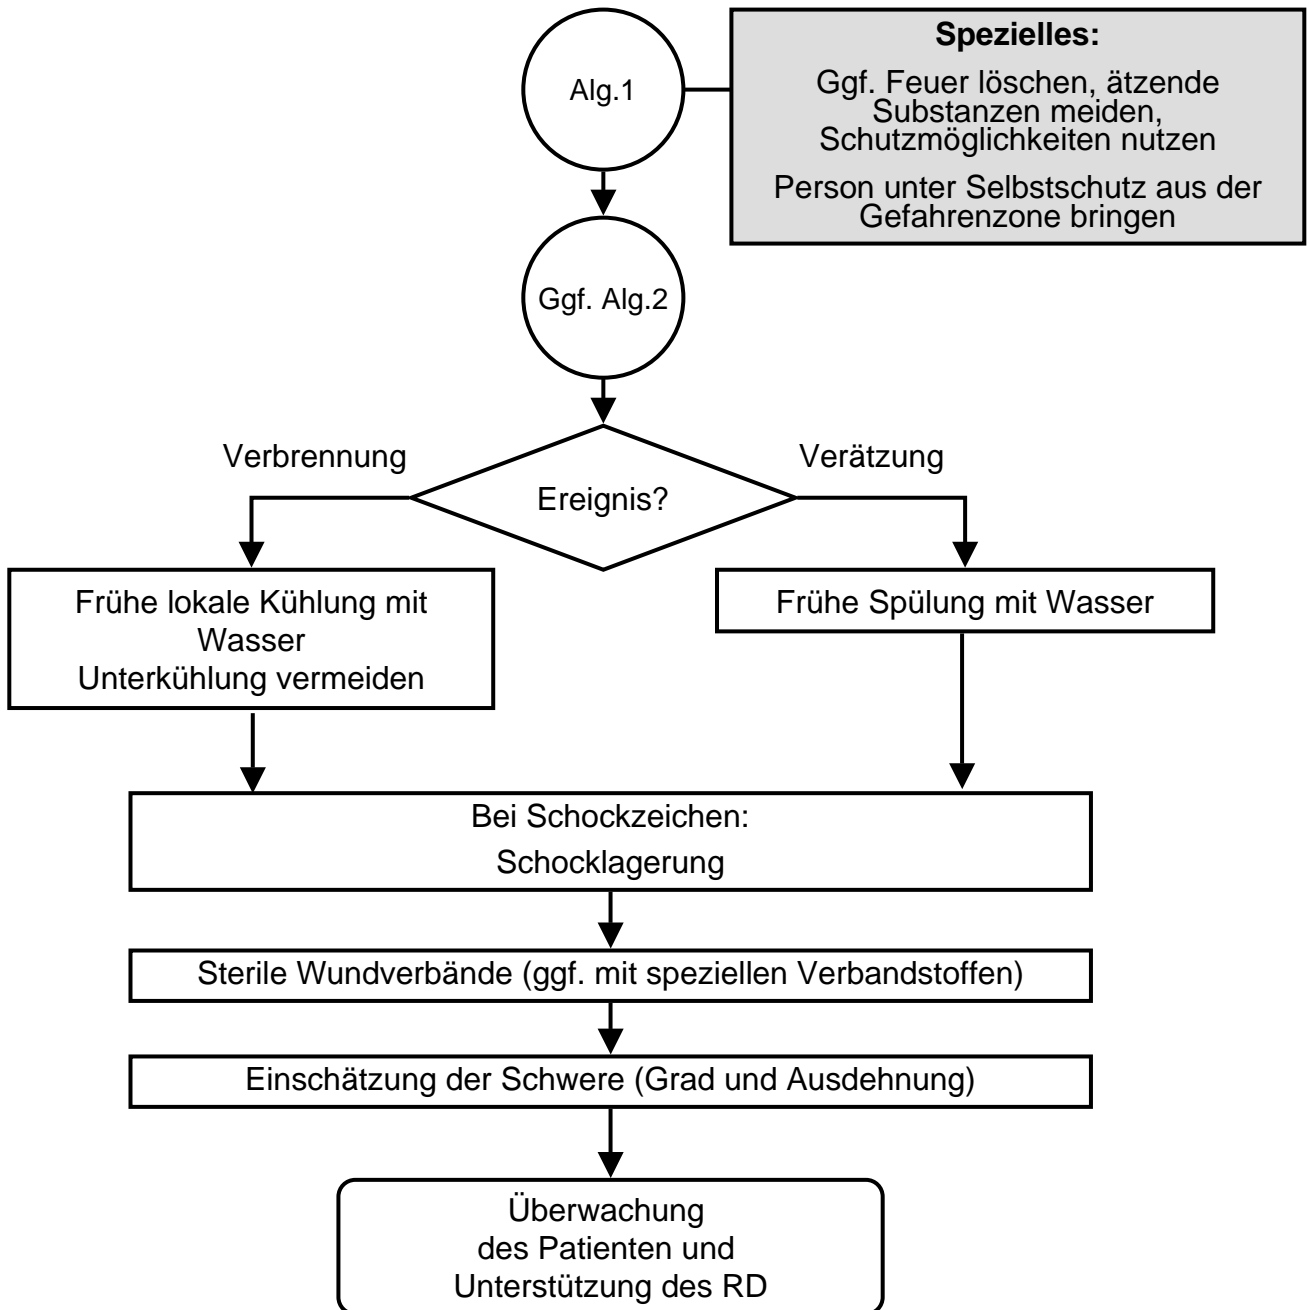 Alg.1
Spezielles:
Ggf. Feuer löschen, ätzende
Substanzen meiden,
Schutzmöglichkeiten nutzen
Person unter Selbstschutz aus der
Gefahrenzone bringen
Ggf. Alg.2
Verbrennung
Verätzung
Ereignis?
Frühe lokale Kühlung mit
Wasser
Unterkühlung vermeiden
Frühe Spülung mit Wasser
Bei Schockzeichen:
Schocklagerung
Sterile Wundverbände (ggf. mit speziellen Verbandstoffen)
Einschätzung der Schwere (Grad und Ausdehnung)
Überwachung
des Patienten und
Unterstützung des RD